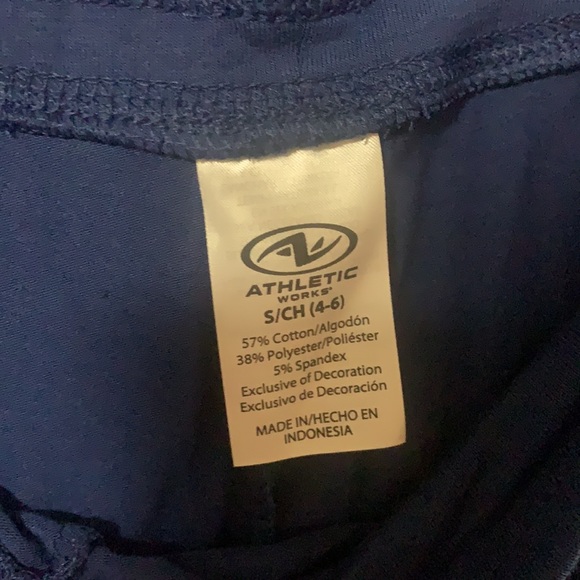 ATHLETIC
WORKS®
S/CH (4-6)
57% Cotton/Algodón
38% Polyester/Poliéster
5% Spandex
Exclusive of Decoration
Exclusivo de Decoración
MADE IN/HECHO EN
INDONESIA